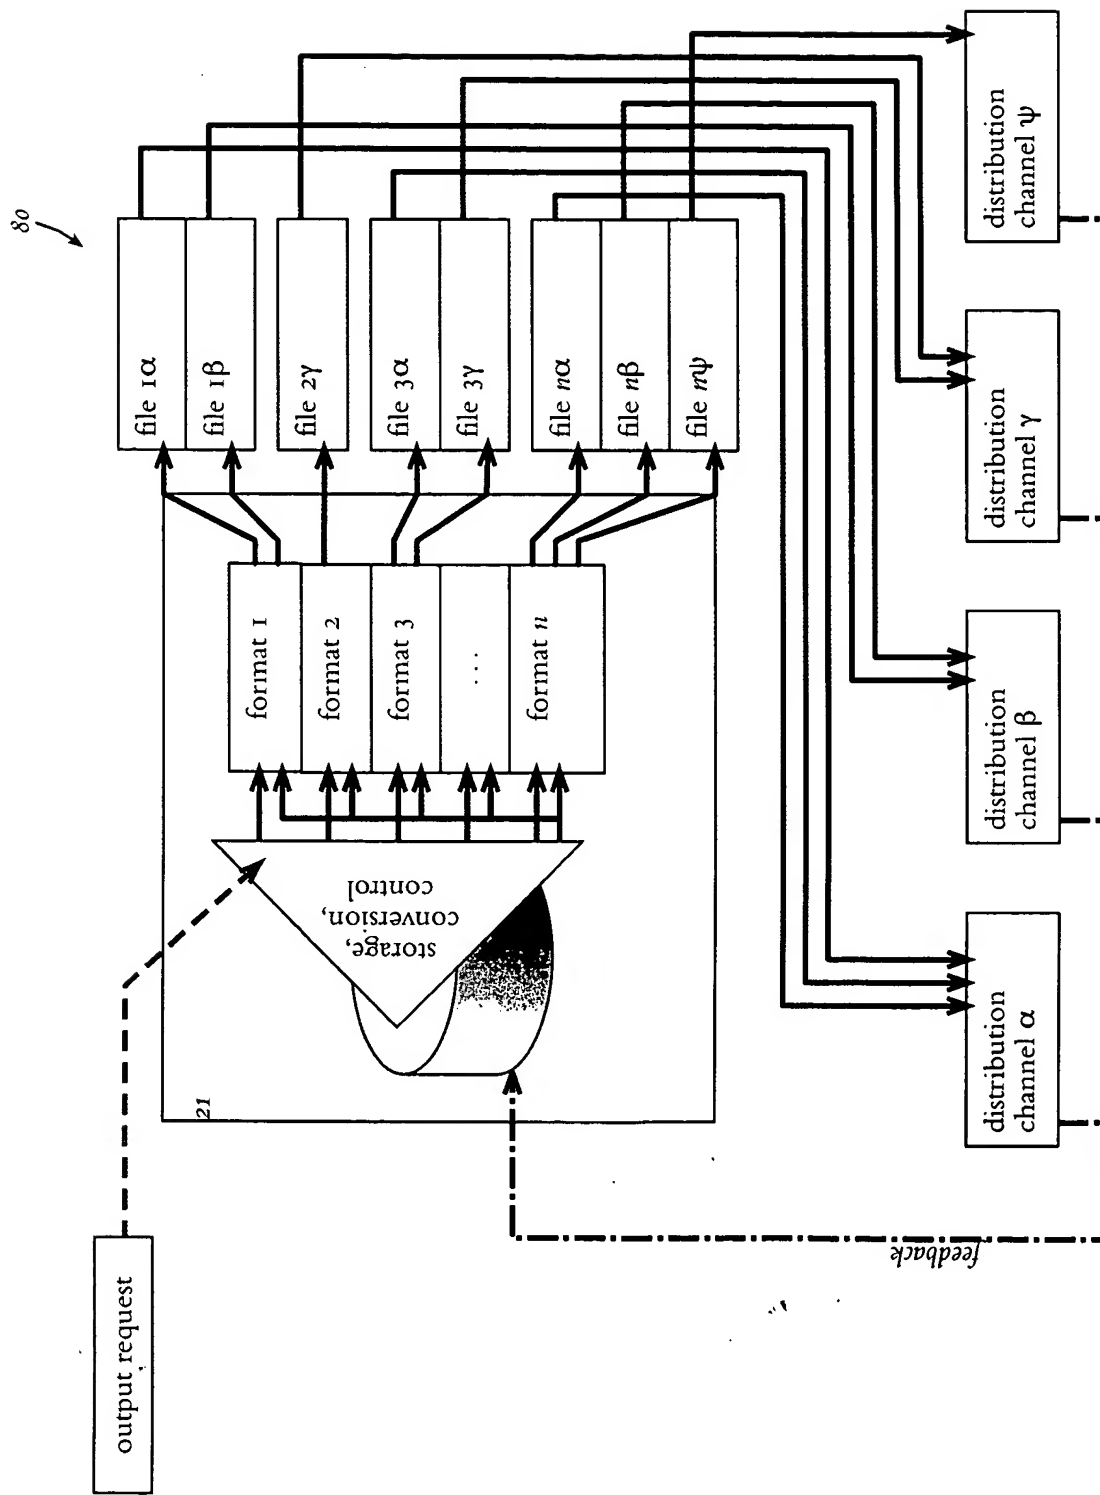 80
output request
21
storage,
conversion,
control
format 1
format 2
format 3
....
format n
file 1α
file 1β
file 2γ
file 3α
file 3γ
file nα
file nβ
file nψ
feedback
distribution
channel α
distribution
channel β
distribution
channel γ
distribution
channel ψ